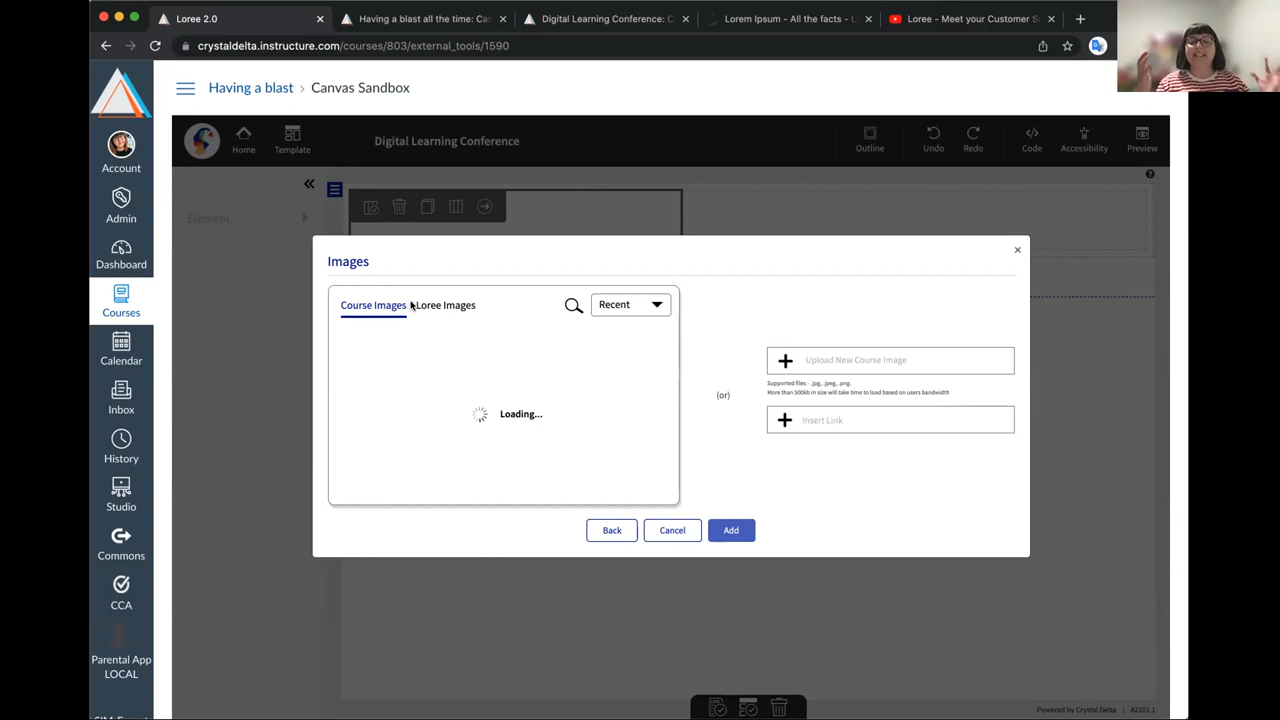 Loree 2.0
Having a blast all the time: Ca
Digital Learning Conference: C
Lorem Ipsum - All the facts - L
Loree - Meet your Customer S
crystaldelta.instructure.com/courses/803/external_tools/1590
Having a blast › Canvas Sandbox
Account
Admin
Dashboard
Courses
Calendar
Inbox
History
Studio
Commons
CCA
Parental App
LOCAL
Home
Template
Digital Learning Conference
Outline
Undo
Redo
Code
Accessibility
Preview
Element
Images
Course Images
Loree Images
Recent
Loading...
(or)
Upload New Course Image
Supported files - .jpg, .jpeg, .png.
More than 500kb in size will take time to load based on users bandwidth
Insert Link
Back
Cancel
Add
Powered by Crystal Delta | A2201.1